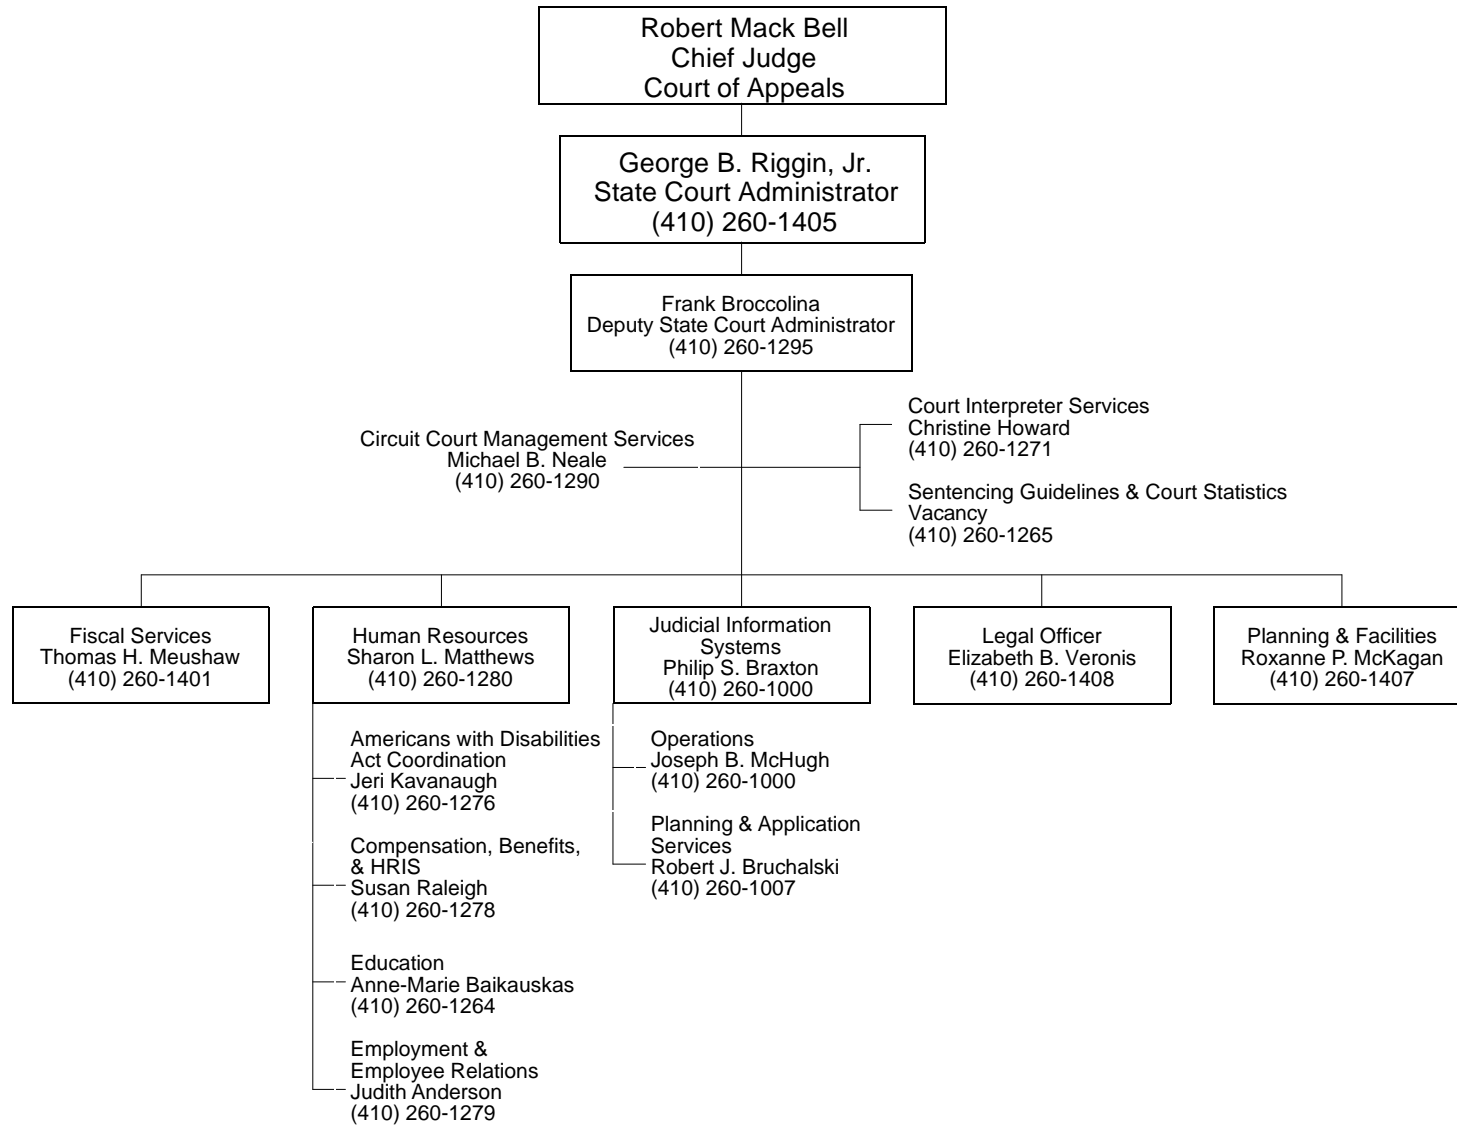 Robert Mack Bell
Chief Judge
Court of Appeals
George B. Riggin, Jr.
State Court Administrator
(410) 260-1405
Frank Broccolina
Deputy State Court Administrator
(410) 260-1295
Circuit Court Management Services
Michael B. Neale
(410) 260-1290
Court Interpreter Services
Christine Howard
(410) 260-1271
Sentencing Guidelines & Court Statistics
Vacancy
(410) 260-1265
Fiscal Services
Thomas H. Meushaw
(410) 260-1401
Human Resources
Sharon L. Matthews
(410) 260-1280
Americans with Disabilities
Act Coordination
Jeri Kavanaugh
(410) 260-1276
Compensation, Benefits,
& HRIS
Susan Raleigh
(410) 260-1278
Education
Anne-Marie Baikauskas
(410) 260-1264
Employment &
Employee Relations
Judith Anderson
(410) 260-1279
Judicial Information
Systems
Philip S. Braxton
(410) 260-1000
Operations
Joseph B. McHugh
(410) 260-1000
Planning & Application
Services
Robert J. Bruchalski
(410) 260-1007
Legal Officer
Elizabeth B. Veronis
(410) 260-1408
Planning & Facilities
Roxanne P. McKagan
(410) 260-1407